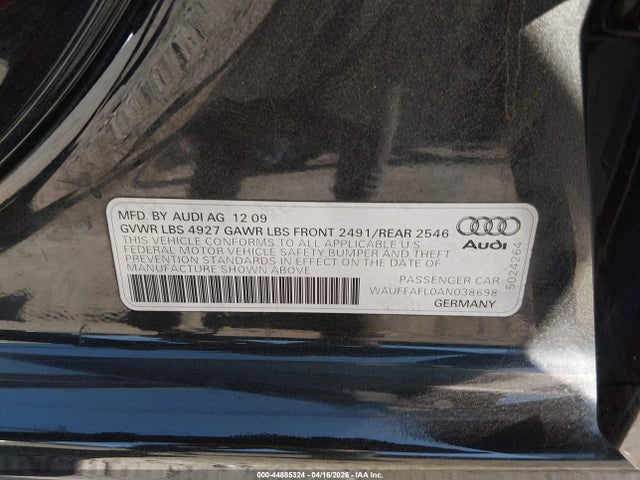 MFD. BY AUDI AG 12 09
GVWR LBS 4927 GAWR LBS FRONT 2491/REAR 2546
THIS VEHICLE CONFORMS TO ALL APPLICABLE U.S
FEDERAL MOTOR VEHICLE SAFETY BUMPER AND THEFT
PREVENTION STANDARDS IN EFFECT ON THE DATE OF
MANUFACTURE SHOWN ABOVE
Audi
5024264
PASSENGER CAR
WAUFFAFL0AN038698
GERMANY
000-44885324 - 04/16/2026 - IAA Inc.